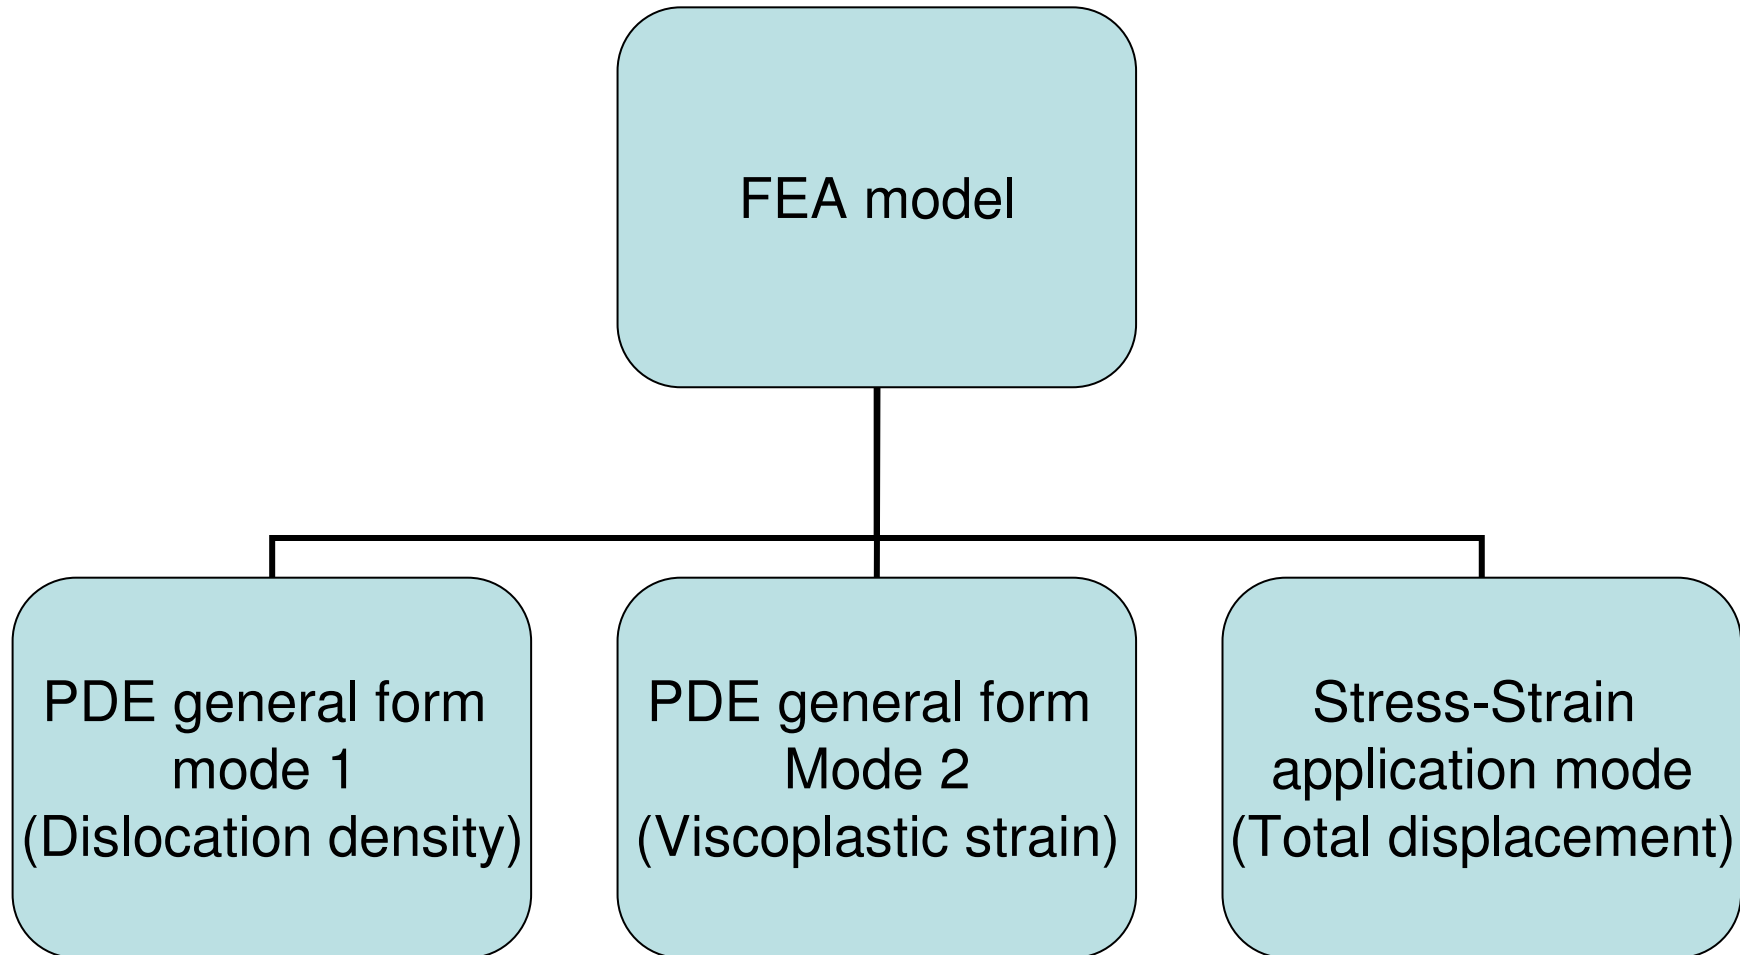 FEA model
PDE general form
mode 1
(Dislocation density)
PDE general form
Mode 2
(Viscoplastic strain)
Stress-Strain
application mode
(Total displacement)